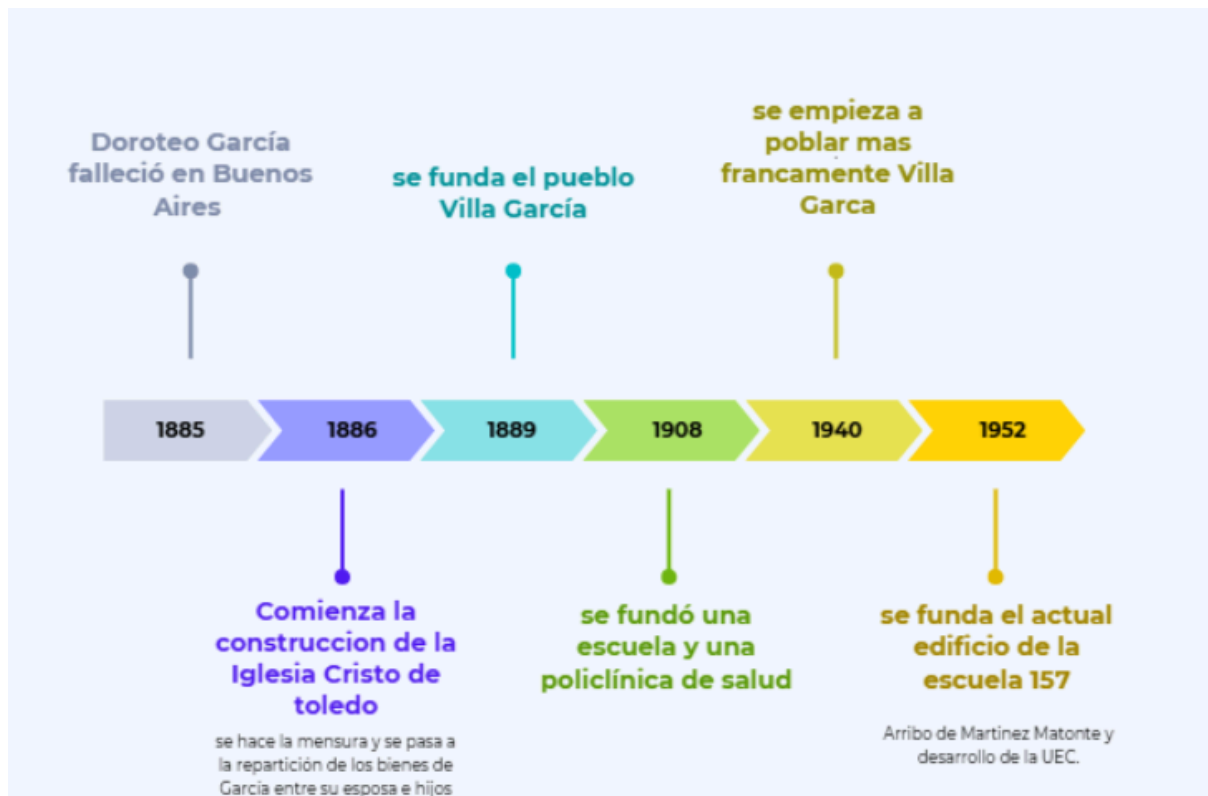 Doroteo García
falleció en Buenos
Aires
se funda el pueblo
Villa García
se empieza a
poblar mas
francamente Villa
Garca
1885
1886
1889
1908
1940
1952
Comienza la
construccion de la
Iglesia Cristo de
toledo
se hace la mensura y se pasa a
la repartición de los bienes de
García entre su esposa e hijos
se fundó una
escuela y una
policlínica de salud
se funda el actual
edificio de la
escuela 157
Arribo de Martinez Matonte y
desarrollo de la UEC.